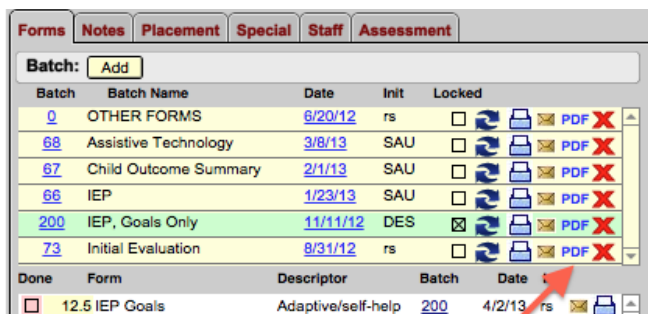 Forms Notes Placement Special Staff Assessment
Batch: Add
Batch Batch Name Date Init Locked
0 OTHER FORMS 6/20/12 rs PDF
68 Assistive Technology 3/8/13 SAU PDF
67 Child Outcome Summary 2/1/13 SAU PDF
66 IEP 1/23/13 SAU PDF
200 IEP, Goals Only 11/11/12 DES PDF
73 Initial Evaluation 8/31/12 rs PDF
Done Form Descriptor Batch Date
12.5 IEP Goals Adaptive/self-help 200 4/2/13 rs